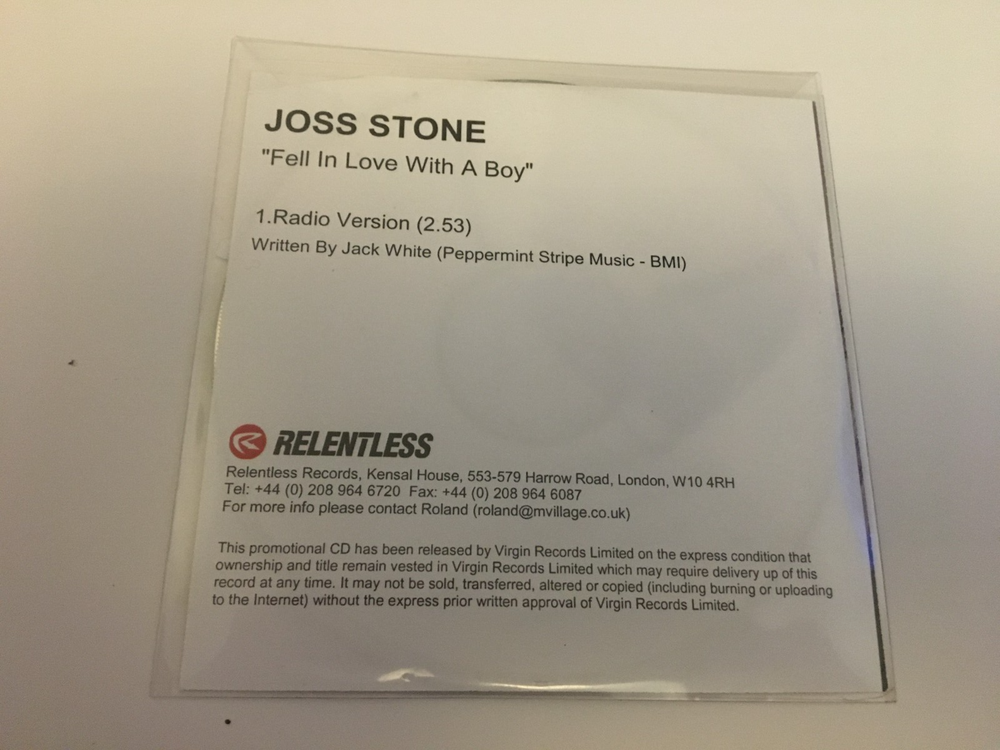 JOSS STONE
"Fell In Love With A Boy"
1.Radio Version (2.53)
Written By Jack White (Peppermint Stripe Music - BMI)
RELENTLESS
Relentless Records, Kensal House, 553-579 Harrow Road, London, W10 4RH
Tel: +44 (0) 208 964 6720  Fax: +44 (0) 208 964 6087
For more info please contact Roland (roland@mvillage.co.uk)
This promotional CD has been released by Virgin Records Limited on the express condition that
ownership and title remain vested in Virgin Records Limited which may require delivery up of this
record at any time. It may not be sold, transferred, altered or copied (including burning or uploading
to the Internet) without the express prior written approval of Virgin Records Limited.